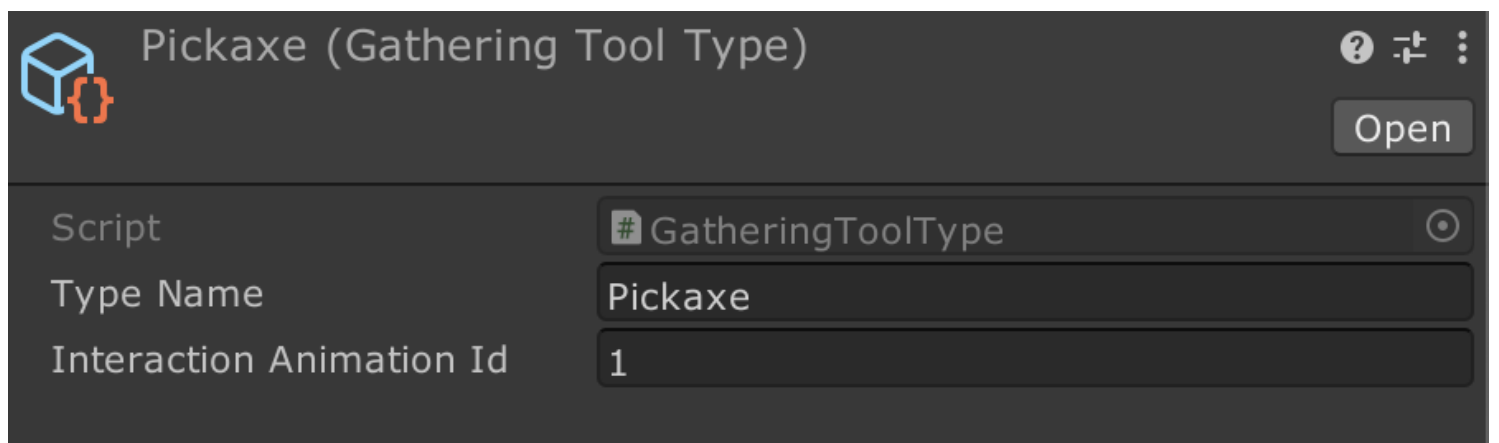 Pickaxe (Gathering Tool Type)
Open
Script
# GatheringToolType
Type Name
Pickaxe
Interaction Animation Id
1